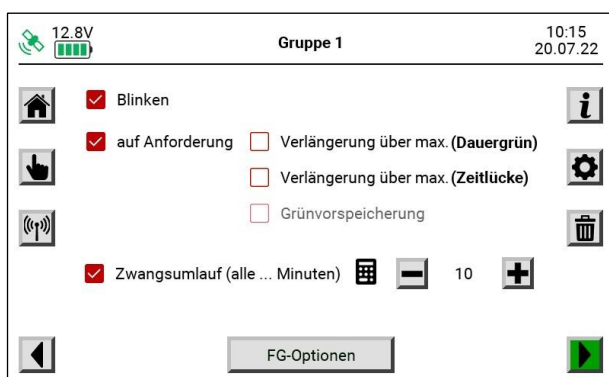 12.8V
Gruppe 1
10:15
20.07.22
Blinken
auf Anforderung
Verlängerung über max. (Dauergrün)
Verlängerung über max. (Zeitlücke)
Grünvorspeicherung
Zwangsumlauf (alle ... Minuten)
10
FG-Optionen